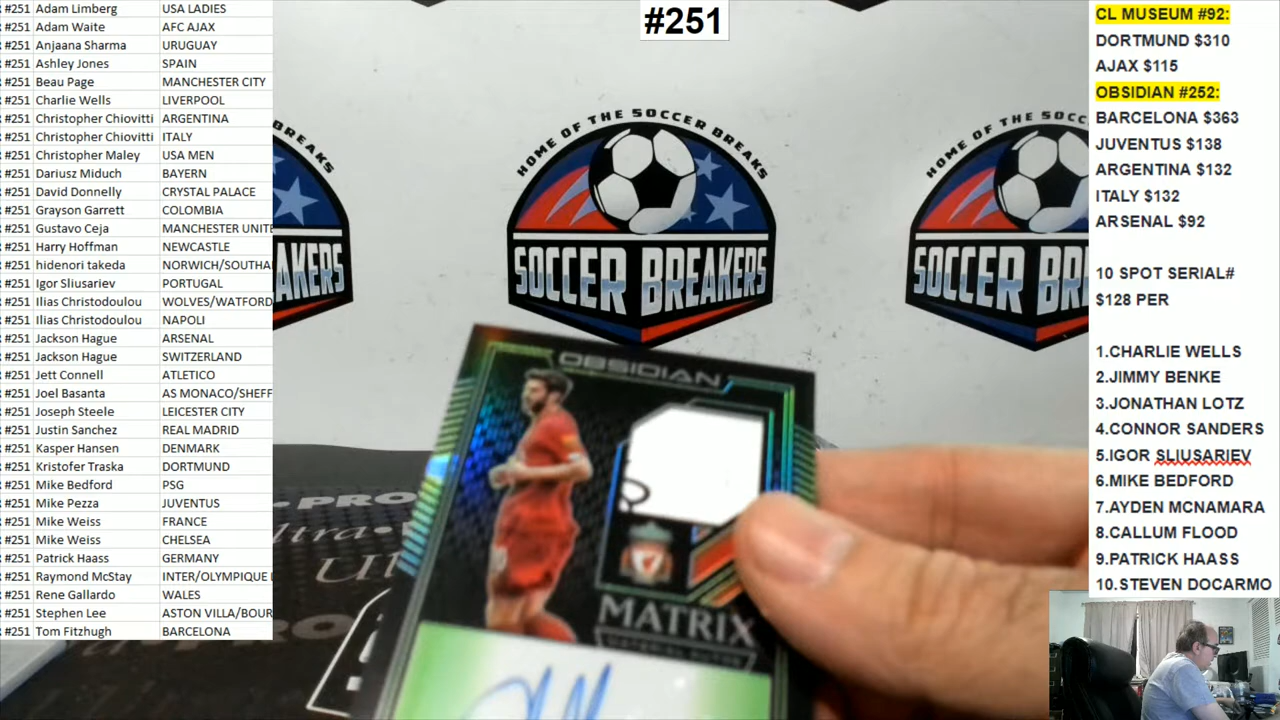 #251 Adam Limberg USA LADIES
#251 Adam Waite AFC AJAX
#251 Anjaana Sharma URUGUAY
#251 Ashley Jones SPAIN
#251 Beau Page MANCHESTER CITY
#251 Charlie Wells LIVERPOOL
#251 Christopher Chiovitti ARGENTINA
#251 Christopher Chiovitti ITALY
#251 Christopher Maley USA MEN
#251 Dariusz Miduch BAYERN
#251 David Donnelly CRYSTAL PALACE
#251 Grayson Garrett COLOMBIA
#251 Gustavo Ceja MANCHESTER UNITE
#251 Harry Hoffman NEWCASTLE
#251 hidenori takeda NORWICH/SOUTHA
#251 Igor Sliusariev PORTUGAL
#251 Ilias Christodoulou WOLVES/WATFORD
#251 Ilias Christodoulou NAPOLI
#251 Jackson Hague ARSENAL
#251 Jackson Hague SWITZERLAND
#251 Jett Connell ATLETICO
#251 Joel Basanta AS MONACO/SHEFF
#251 Joseph Steele LEICESTER CITY
#251 Justin Sanchez REAL MADRID
#251 Kasper Hansen DENMARK
#251 Kristofer Traska DORTMUND
#251 Mike Bedford PSG
#251 Mike Pezza JUVENTUS
#251 Mike Weiss FRANCE
#251 Mike Weiss CHELSEA
#251 Patrick Haass GERMANY
#251 Raymond McStay INTER/OLYMPIQUE
#251 Rene Gallardo WALES
#251 Stephen Lee ASTON VILLA/BOUR
#251 Tom Fitzhugh BARCELONA
#251
BREAKS
AKERS
HOME OF THE SOCCER BREAKS
SOCCER BREAKERS
HOME OF THE
SOCCER BR
OBSIDIAN
MATRIX
CL MUSEUM #92:
DORTMUND $310
AJAX $115
OBSIDIAN #252:
BARCELONA $363
JUVENTUS $138
ARGENTINA $132
ITALY $132
ARSENAL $92
10 SPOT SERIAL#
$128 PER
1.CHARLIE WELLS
2.JIMMY BENKE
3.JONATHAN LOTZ
4.CONNOR SANDERS
5.IGOR SLIUSARIEV
6.MIKE BEDFORD
7.AYDEN MCNAMARA
8.CALLUM FLOOD
9.PATRICK HAASS
10.STEVEN DOCARMO